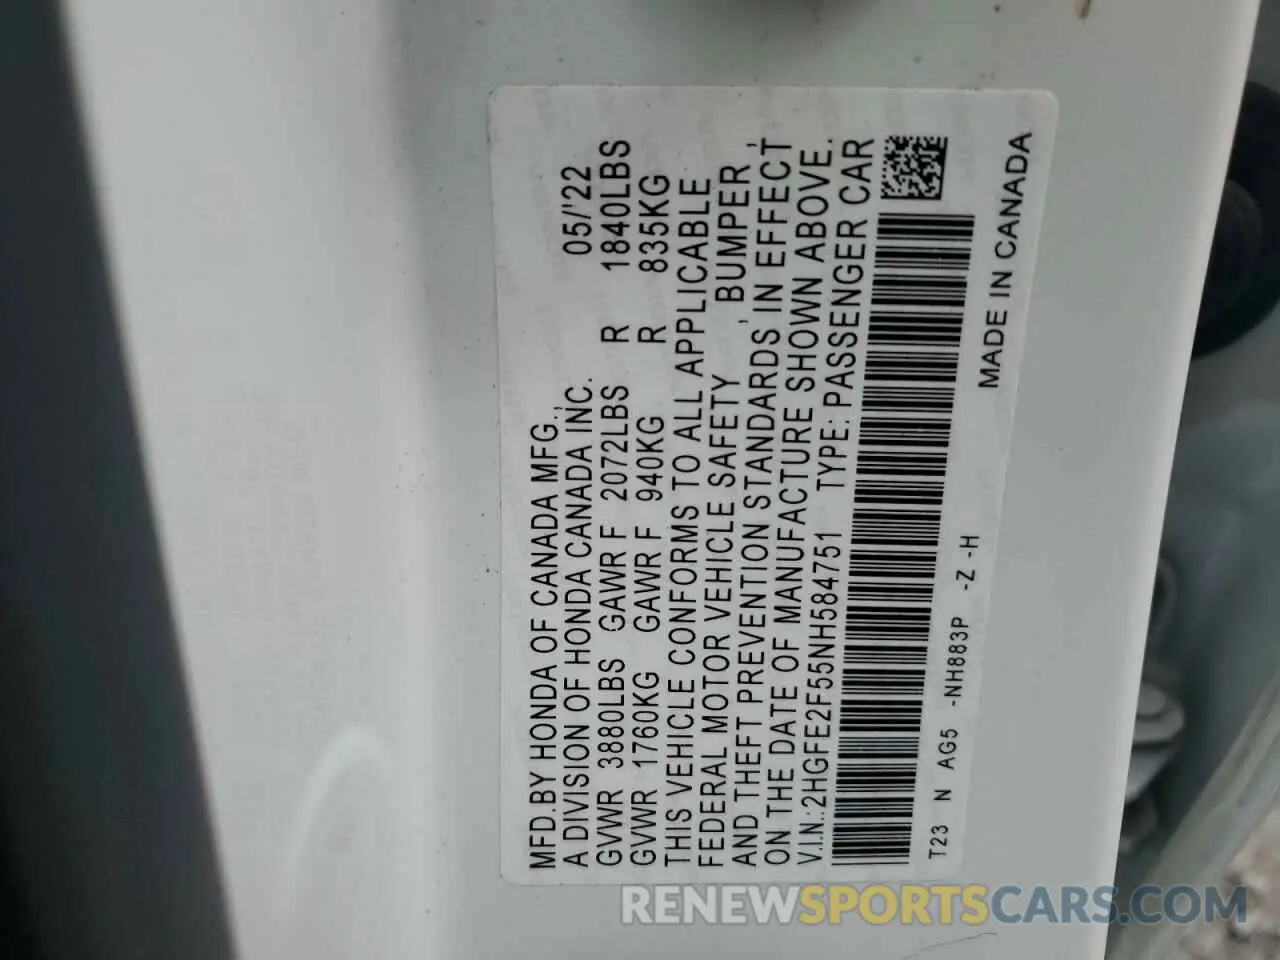 MFD.BY HONDA OF CANADA MFG.,
A DIVISION OF HONDA CANADA INC. 05/'22
GVWR 3880LBS GAWR F 2072LBS R 1840LBS
GVWR 1760KG GAWR F 940KG R 835KG
THIS VEHICLE CONFORMS TO ALL APPLICABLE
FEDERAL MOTOR VEHICLE SAFETY , BUMPER ,
AND THEFT PREVENTION STANDARDS IN EFFECT
ON THE DATE OF MANUFACTURE SHOWN ABOVE.
V.I.N.:2HGFE2F55NH584751 TYPE: PASSENGER CAR
T23 N AG5 -NH883P -Z -H
MADE IN CANADA
RENEWSPORTSCARS.COM